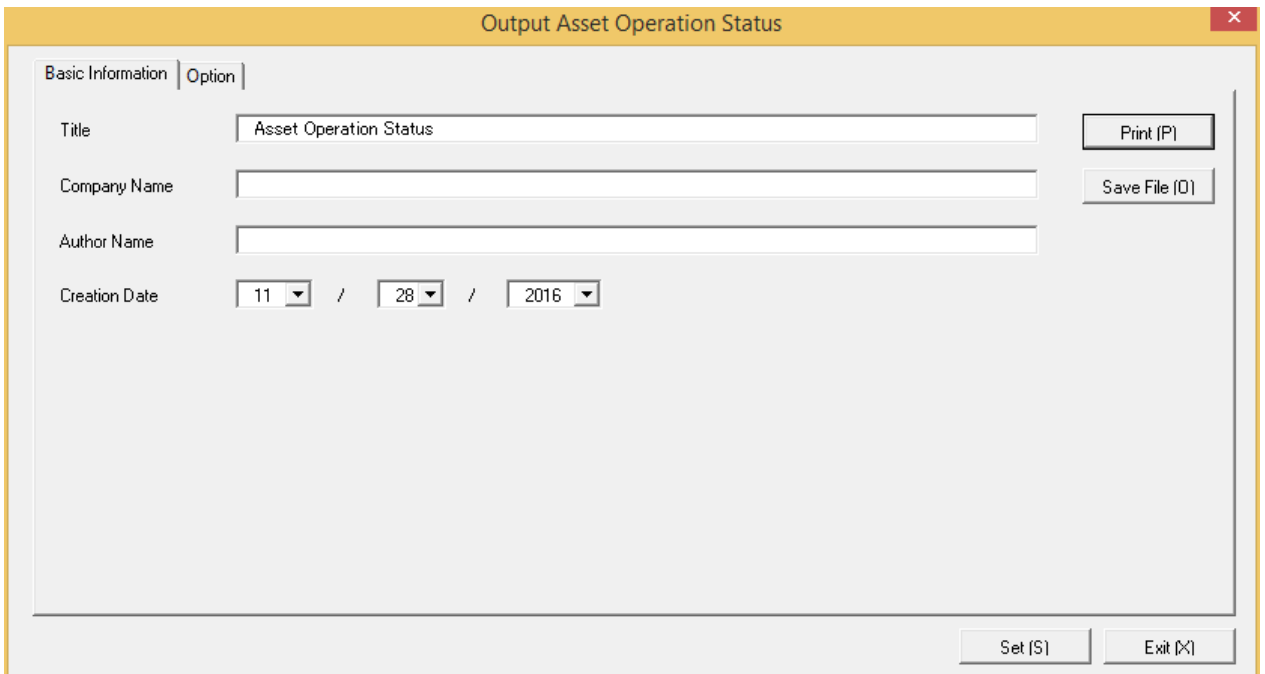 Output Asset Operation Status
Basic Information Option
Title Asset Operation Status Print (P)
Company Name Save File (O)
Author Name
Creation Date 11 / 28 / 2016
Set (S) Exit (X)